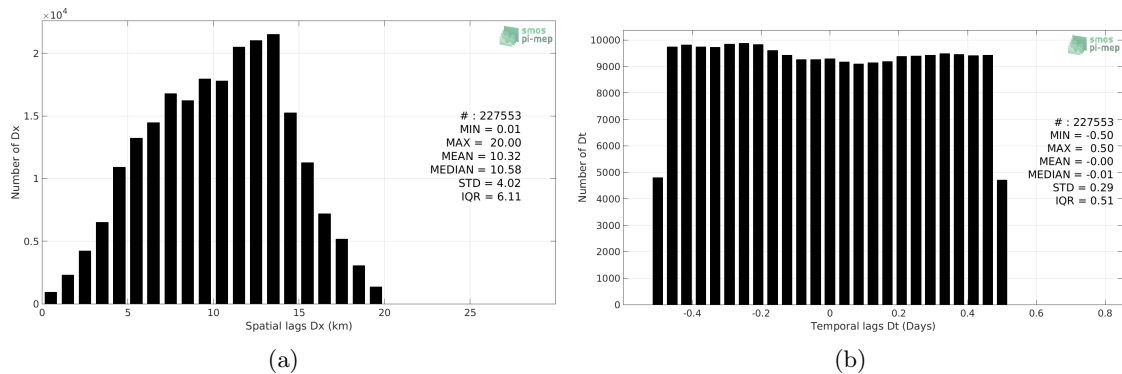 ×10⁴
smos
pi-mep
2
1.5
1
0.5
0
Number of Dx
# : 227553
MIN = 0.01
MAX = 20.00
MEAN = 10.32
MEDIAN = 10.58
STD = 4.02
IQR = 6.11
0 5 10 15 20 25
Spatial lags Dx (km)
(a)
smos
pi-mep
10000
9000
8000
7000
6000
5000
4000
3000
2000
1000
0
Number of Dt
# : 227553
MIN = -0.50
MAX = 0.50
MEAN = -0.00
MEDIAN = -0.01
STD = 0.29
IQR = 0.51
-0.4 -0.2 0 0.2 0.4 0.6 0.8
Temporal lags Dt (Days)
(b)